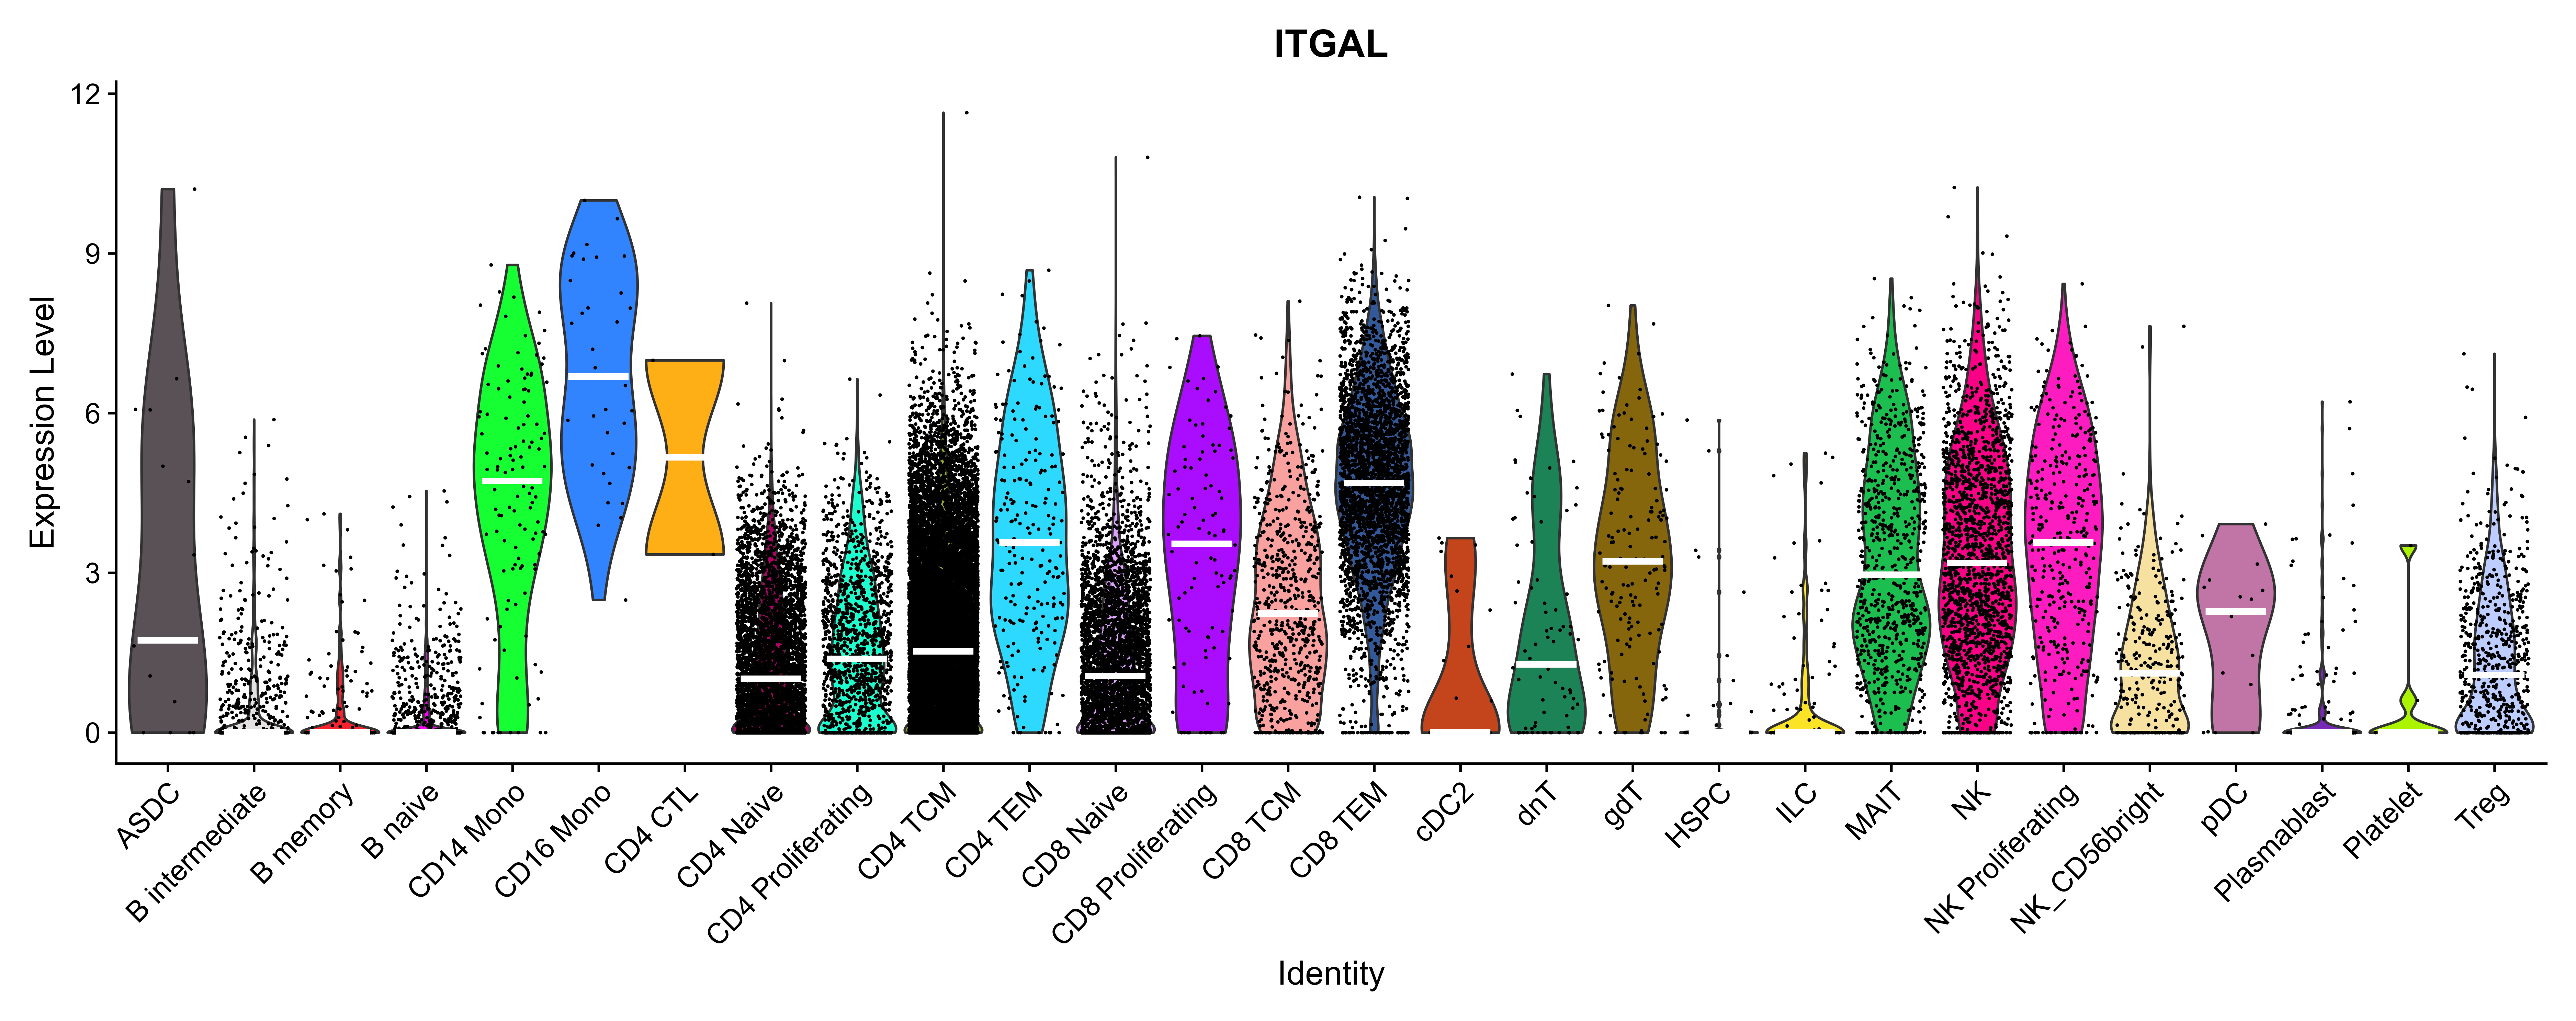 ITGAL
Expression Level
12
9
6
3
0
ASDC
B intermediate
B memory
B naive
CD14 Mono
CD16 Mono
CD4 CTL
CD4 Naive
CD4 Proliferating
CD4 TCM
CD4 TEM
CD8 Naive
CD8 Proliferating
CD8 TCM
CD8 TEM
cDC2
dnT
gdT
HSPC
ILC
MAIT
NK
NK Proliferating
NK_CD56bright
pDC
Plasmablast
Platelet
Treg
Identity